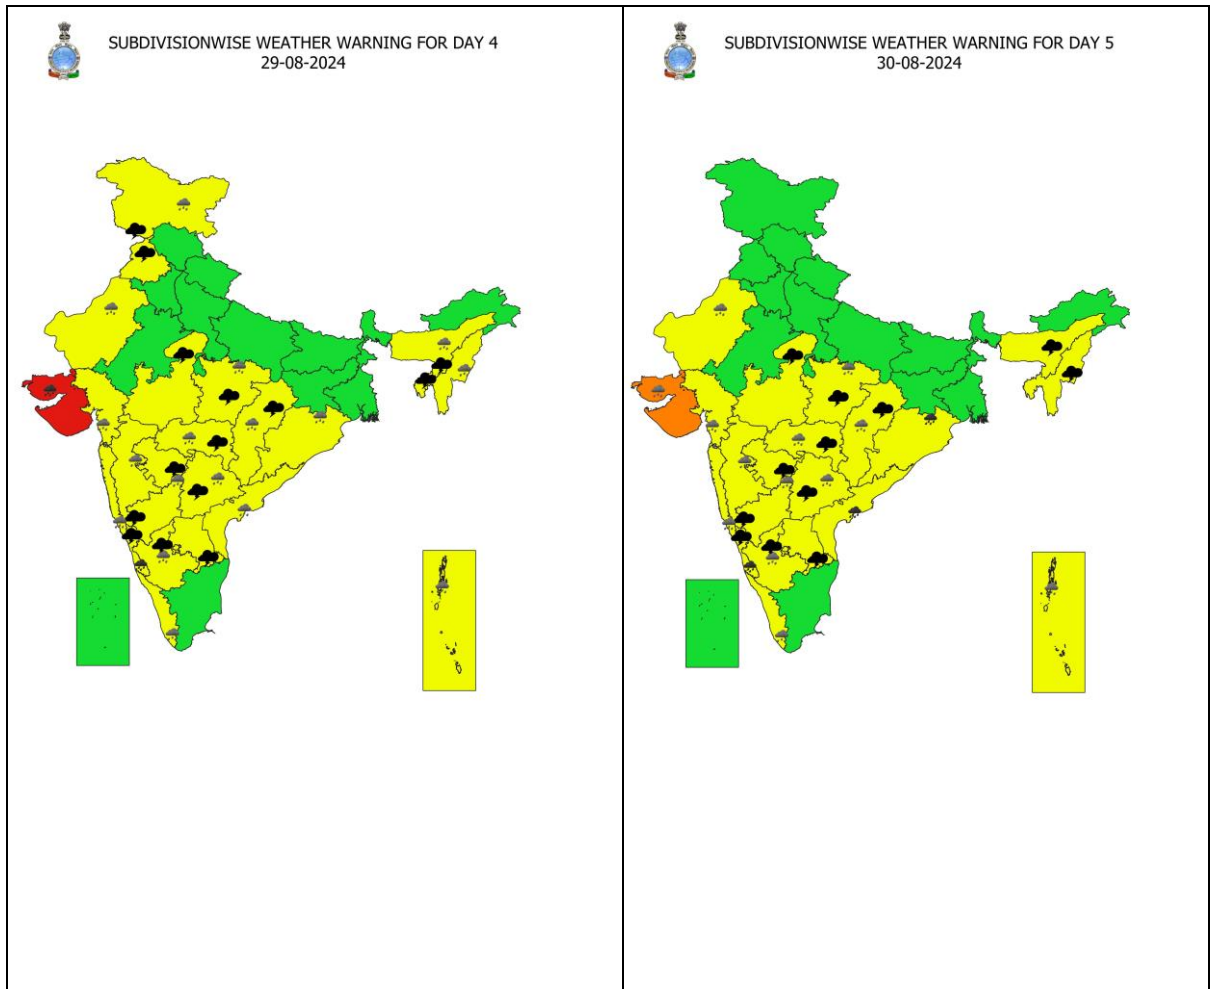 SUBDIVISIONWISE WEATHER WARNING FOR DAY 4
29-08-2024
SUBDIVISIONWISE WEATHER WARNING FOR DAY 5
30-08-2024